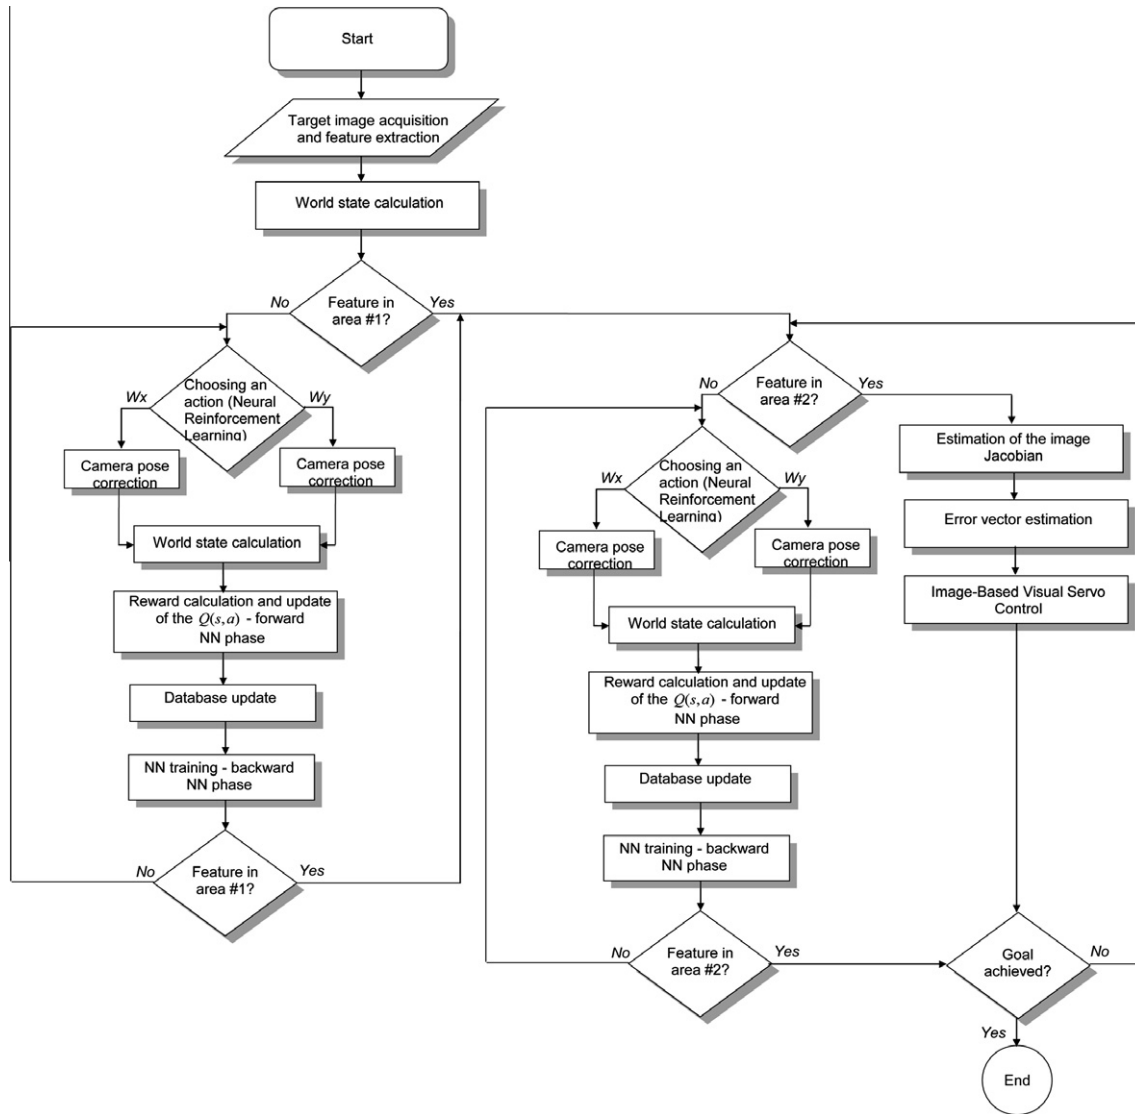 Start
Target image acquisition
and feature extraction
World state calculation
Feature in
area #1?
No
Yes
Choosing an
action (Neural
Reinforcement
Learning)
Wx
Wy
Camera pose
correction
Camera pose
correction
World state calculation
Reward calculation and update
of the Q(s,a) - forward
NN phase
Database update
NN training - backward
NN phase
Feature in
area #1?
No
Yes
Feature in
area #2?
No
Yes
Choosing an
action (Neural
Reinforcement
Learning)
Wx
Wy
Camera pose
correction
Camera pose
correction
World state calculation
Reward calculation and update
of the Q(s,a) - forward
NN phase
Database update
NN training - backward
NN phase
Feature in
area #2?
No
Yes
Estimation of the image
Jacobian
Error vector estimation
Image-Based Visual Servo
Control
Goal
achieved?
No
Yes
End